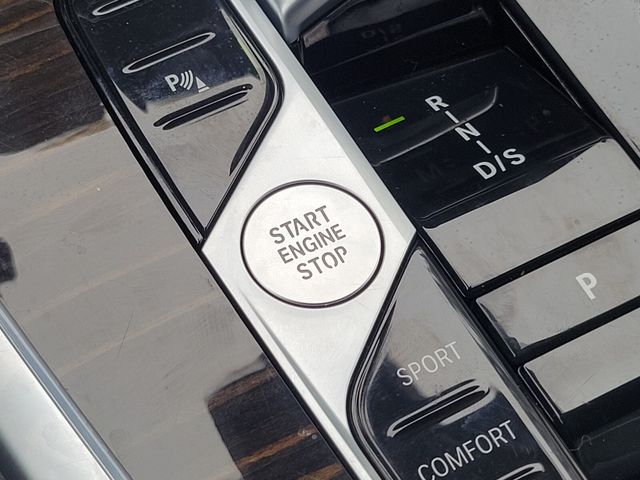 P
R
N
D/S
START
ENGINE
STOP
P
SPORT
COMFORT